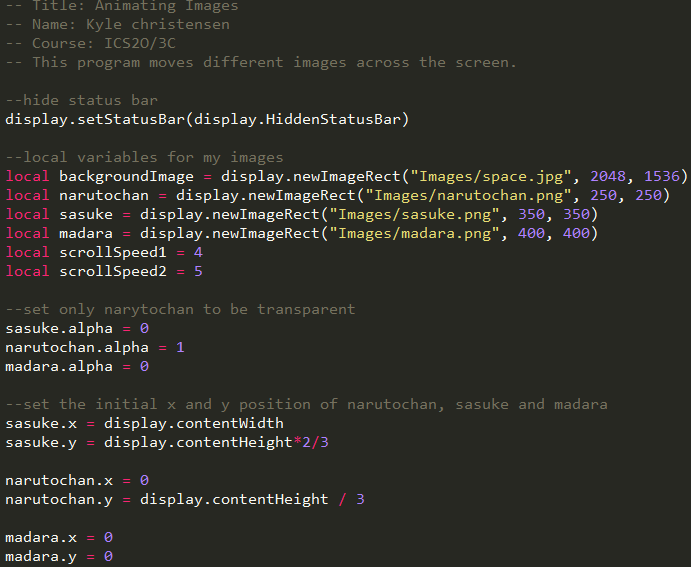 -- Title: Animating Images
-- Name: Kyle christensen
-- Course: ICS2O/3C
-- This program moves different images across the screen.
--hide status bar
display.setStatusBar(display.HiddenStatusBar)
--local variables for my images
local backgroundImage = display.newImageRect("Images/space.jpg", 2048, 1536)
local narutochan = display.newImageRect("Images/narutochan.png", 250, 250)
local sasuke = display.newImageRect("Images/sasuke.png", 350, 350)
local madara = display.newImageRect("Images/madara.png", 400, 400)
local scrollSpeed1 = 4
local scrollSpeed2 = 5
--set only narytochan to be transparent
sasuke.alpha = 0
narutochan.alpha = 1
madara.alpha = 0
--set the initial x and y position of narutochan, sasuke and madara
sasuke.x = display.contentWidth
sasuke.y = display.contentHeight*2/3
narutochan.x = 0
narutochan.y = display.contentHeight / 3
madara.x = 0
madara.y = 0